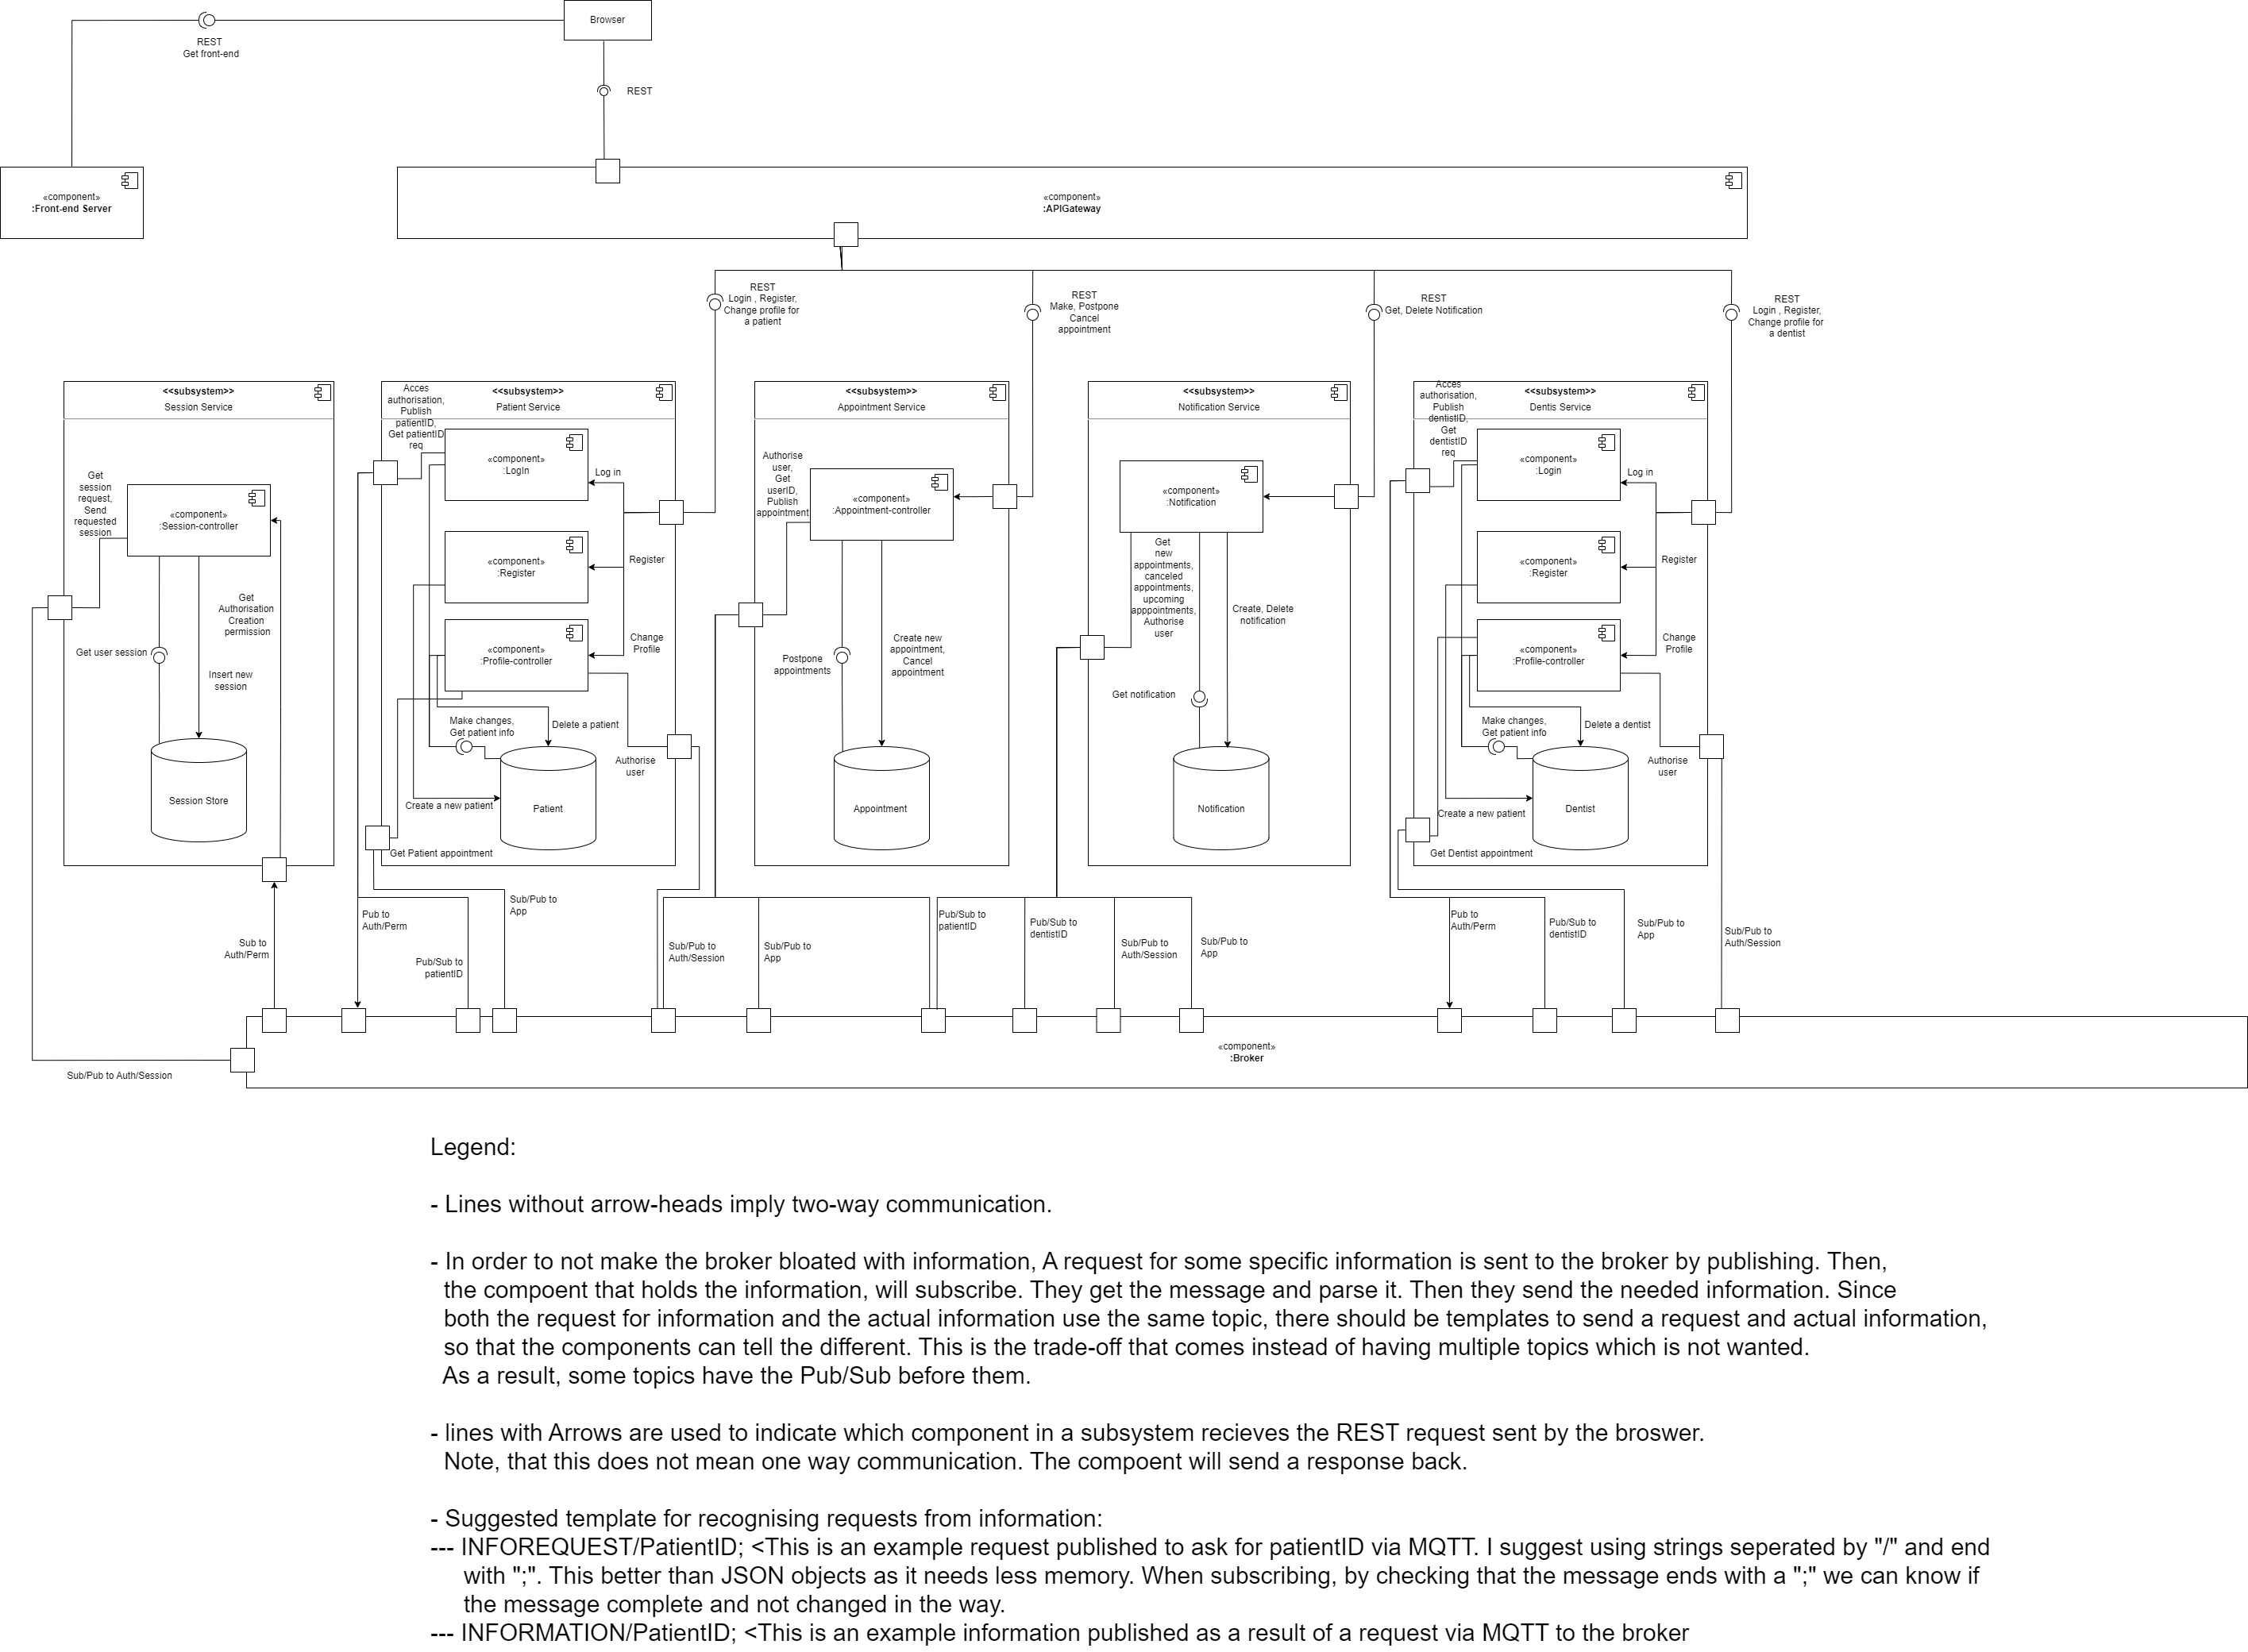 Browser
REST
Get front-end
REST
«component»
:Front-end Server
«component»
:APIGateway
REST
Login , Register,
Change profile for
a patient
REST
Make, Postpone
Cancel
appointment
REST
Get, Delete Notification
REST
Login , Register,
Change profile for
a dentist
<<subsystem>>
Session Service
Get
session
request,
Send
requested
session
«component»
:Session-controller
Get
Authorisation
Creation
permission
Get user session
Insert new
session
Session Store
<<subsystem>>
Patient Service
Acces
authorisation,
Publish
patientID,
Get patientID
req
«component»
:LogIn
Log in
«component»
:Register
Register
«component»
:Profile-controller
Change
Profile
Make changes,
Get patient info
Delete a patient
Authorise
user
Create a new patient
Patient
Get Patient appointment
<<subsystem>>
Appointment Service
Authorise
user,
Get
userID,
Publish
appointment
«component»
:Appointment-controller
Postpone
appointments
Create new
appointment,
Cancel
appointment
Appointment
<<subsystem>>
Notification Service
«component»
:Notification
Get
new
appointments,
canceled
appointments,
upcoming
apppointments,
Authorise
user
Create, Delete
notification
Get notification
Notification
<<subsystem>>
Dentis Service
Acces
authorisation,
Publish
dentistID,
Get
dentistID
req
«component»
:Login
Log in
«component»
:Register
Register
«component»
:Profile-controller
Change
Profile
Make changes,
Get patient info
Delete a dentist
Authorise
user
Create a new patient
Dentist
Get Dentist appointment
Sub to
Auth/Perm
Pub to
Auth/Perm
Pub/Sub to
patientID
Sub/Pub to
App
Sub/Pub to
Auth/Session
Sub/Pub to
App
Pub/Sub to
patientID
Pub/Sub to
dentistID
Sub/Pub to
Auth/Session
Sub/Pub to
App
Pub to
Auth/Perm
Pub/Sub to
dentistID
Sub/Pub to
App
Sub/Pub to
Auth/Session
«component»
:Broker
Sub/Pub to Auth/Session
Legend:
- Lines without arrow-heads imply two-way communication.
- In order to not make the broker bloated with information, A request for some specific information is sent to the broker by publishing. Then,
the compoent that holds the information, will subscribe. They get the message and parse it. Then they send the needed information. Since
both the request for information and the actual information use the same topic, there should be templates to send a request and actual information,
so that the components can tell the different. This is the trade-off that comes instead of having multiple topics which is not wanted.
As a result, some topics have the Pub/Sub before them.
- lines with Arrows are used to indicate which component in a subsystem recieves the REST request sent by the broswer.
Note, that this does not mean one way communication. The compoent will send a response back.
- Suggested template for recognising requests from information:
--- INFOREQUEST/PatientID; <This is an example request published to ask for patientID via MQTT. I suggest using strings seperated by "/" and end
with ";". This better than JSON objects as it needs less memory. When subscribing, by checking that the message ends with a ";" we can know if
the message complete and not changed in the way.
--- INFORMATION/PatientID; <This is an example information published as a result of a request via MQTT to the broker